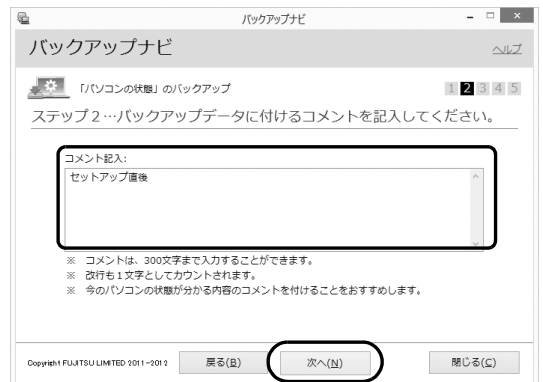 バックアップナビ
バックアップナビ
ヘルプ
「パソコンの状態」のバックアップ
1 2 3 4 5
ステップ2…バックアップデータに付けるコメントを記入してください。
コメント記入:
セットアップ直後
※ コメントは、300文字まで入力することができます。
※ 改行も1文字としてカウントされます。
※ 今のパソコンの状態が分かる内容のコメントを付けることをおすすめします。
Copyright FUJITSU LIMITED 2011-2012
戻る(B)
次へ(N)
閉じる(C)